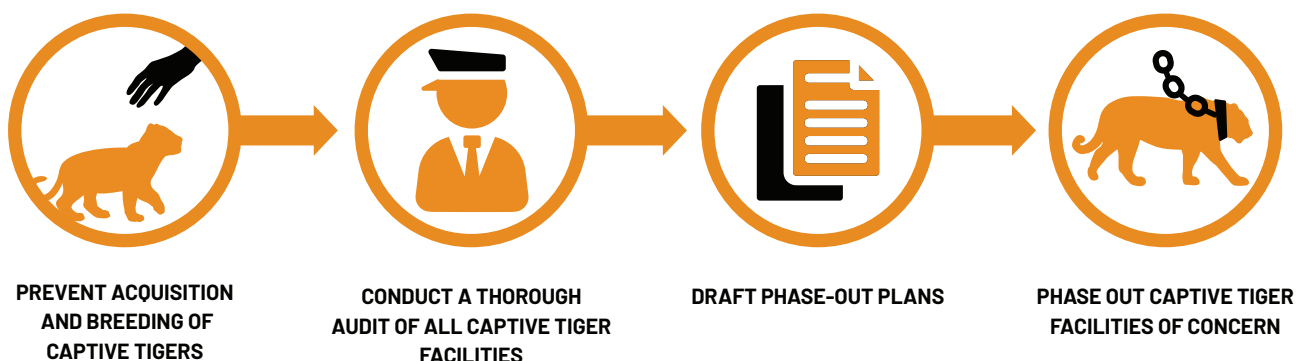 PREVENT ACQUISITION
AND BREEDING OF
CAPTIVE TIGERS
CONDUCT A THOROUGH
AUDIT OF ALL CAPTIVE TIGER
FACILITIES
DRAFT PHASE-OUT PLANS
PHASE OUT CAPTIVE TIGER
FACILITIES OF CONCERN